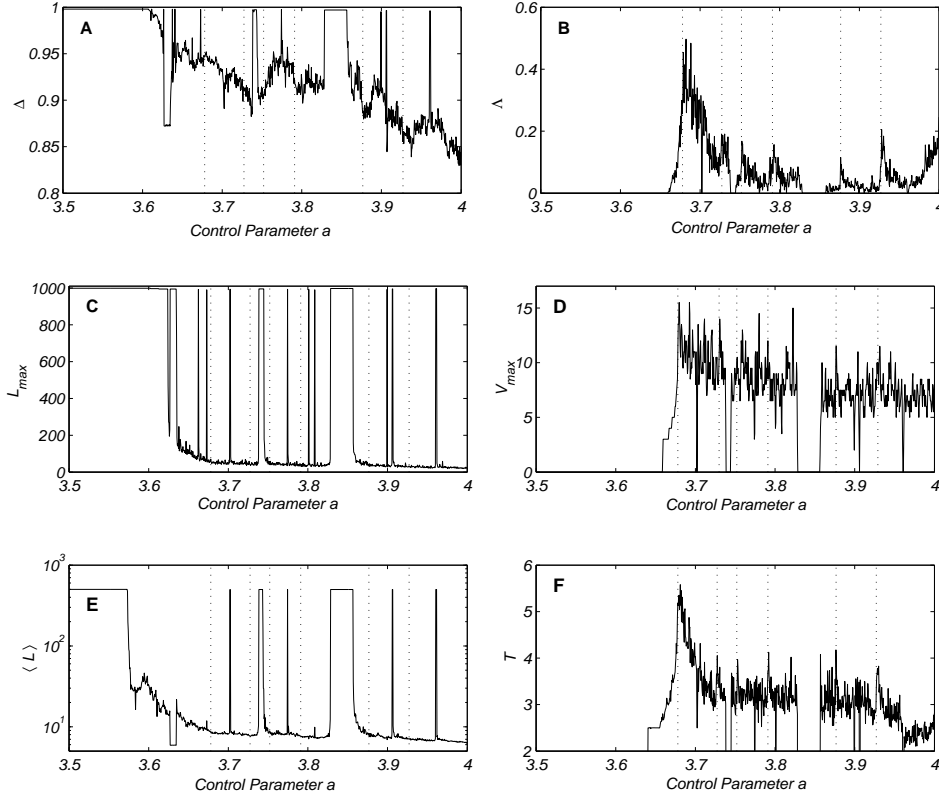 1
0.95
0.9
0.85
0.8
Δ
A
3.5 3.6 3.7 3.8 3.9 4
Control Parameter a
0.6
0.4
0.2
0
Λ
B
3.5 3.6 3.7 3.8 3.9 4
Control Parameter a
1000
800
600
400
200
0
L_max
C
3.5 3.6 3.7 3.8 3.9 4
Control Parameter a
15
10
5
0
V_max
D
3.5 3.6 3.7 3.8 3.9 4
Control Parameter a
10^3
10^2
10^1
⟨ L ⟩
E
3.5 3.6 3.7 3.8 3.9 4
Control Parameter a
6
5
4
3
2
T
F
3.5 3.6 3.7 3.8 3.9 4
Control Parameter a